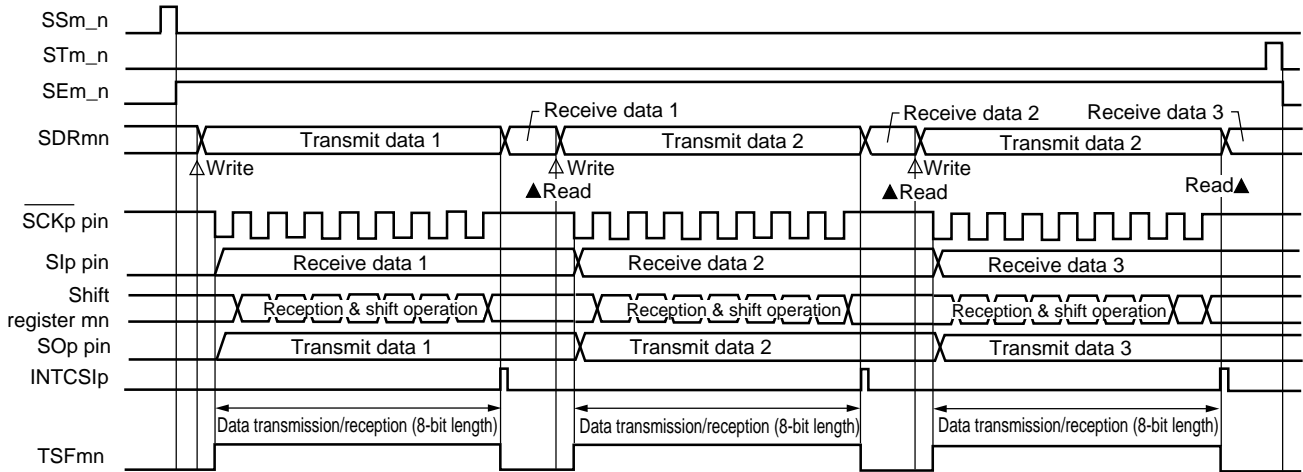 SSm_n
STm_n
SEm_n
Receive data 1
Receive data 2
Receive data 3
SDRmn
Transmit data 1
Transmit data 2
Transmit data 2
Write
Write
Write
Read
Read
Read
SCKp pin
SIp pin
Receive data 1
Receive data 2
Receive data 3
Shift
register mn
Reception & shift operation
Reception & shift operation
Reception & shift operation
SOp pin
Transmit data 1
Transmit data 2
Transmit data 3
INTCSIp
Data transmission/reception (8-bit length)
Data transmission/reception (8-bit length)
Data transmission/reception (8-bit length)
TSFmn